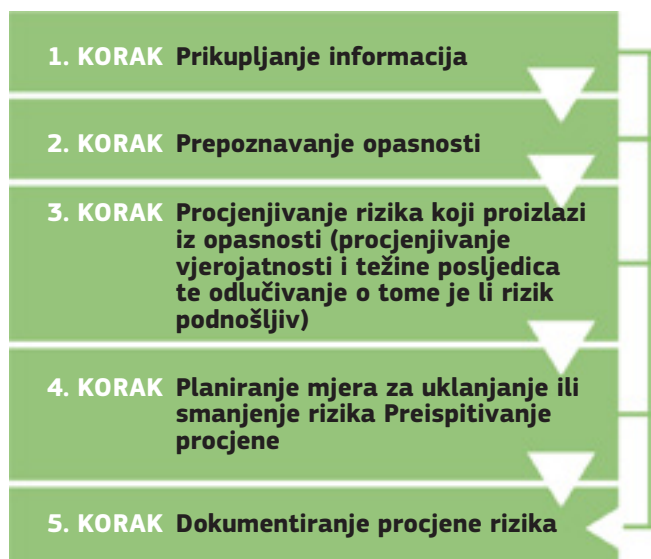 1. KORAK Prikupljanje informacija
2. KORAK Prepoznavanje opasnosti
3. KORAK Procjenjivanje rizika koji proizlazi
iz opasnosti (procjenjivanje
vjerojatnosti i težine posljedica
te odlučivanje o tome je li rizik
podnošljiv)
4. KORAK Planiranje mjera za uklanjanje ili
smanjenje rizika Preispitivanje
procjene
5. KORAK Dokumentiranje procjene rizika